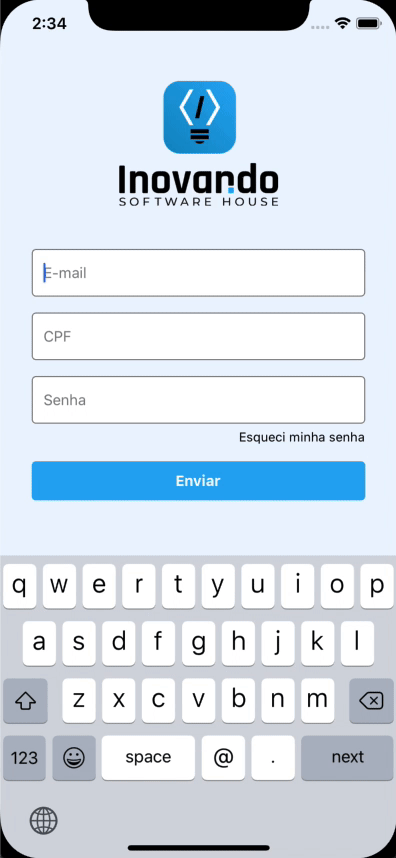 2:34
Inovando
SOFTWARE HOUSE
E-mail
CPF
Senha
Esqueci minha senha
Enviar
q w e r t y u i o p
a s d f g h j k l
z x c v b n m
123 space @ . next